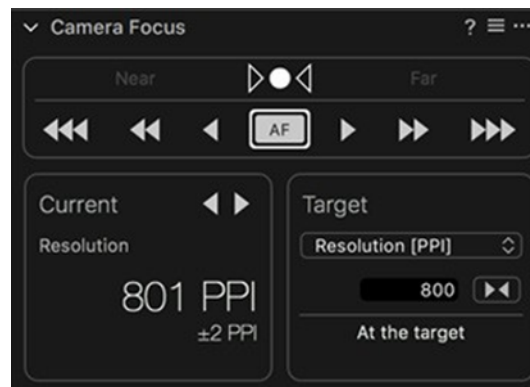 Camera Focus ? ...
Near Far
AF
Current
Resolution
801 PPI
±2 PPI
Target
Resolution [PPI]
800
At the target